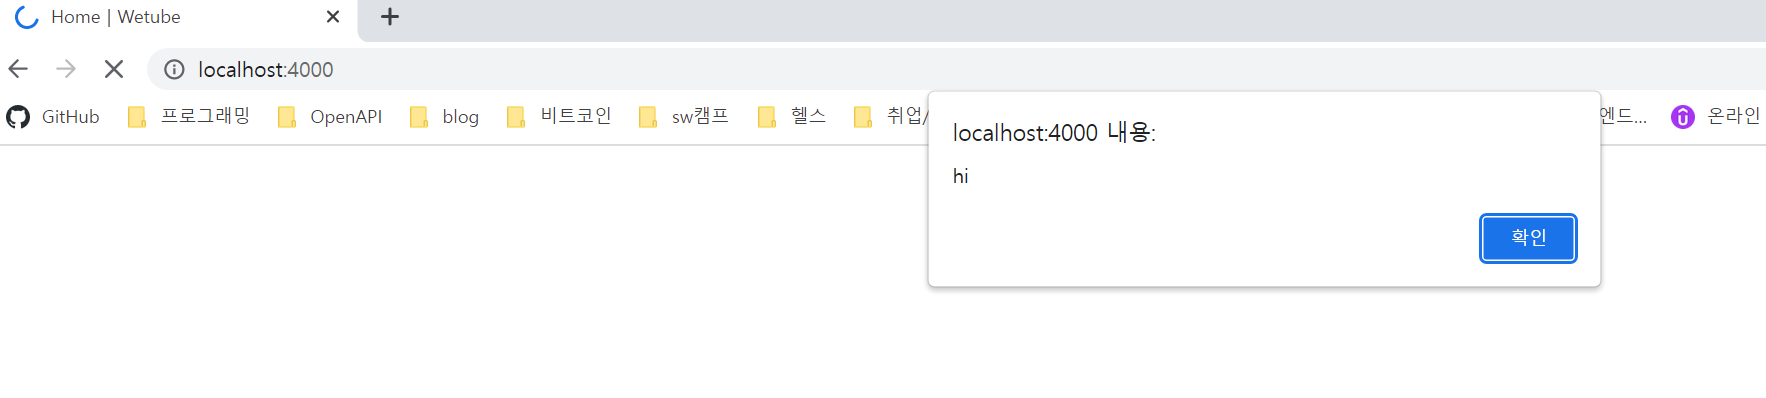 Home | Wetube
localhost:4000
GitHub 프로그래밍 OpenAPI blog 비트코인 sw캠프 헬스 취업/ 엔드... 온라인
localhost:4000 내용:
hi
확인